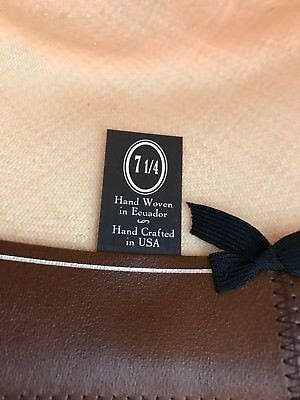 7 1/4
Hand Woven
in Ecuador
Hand Crafted
in USA